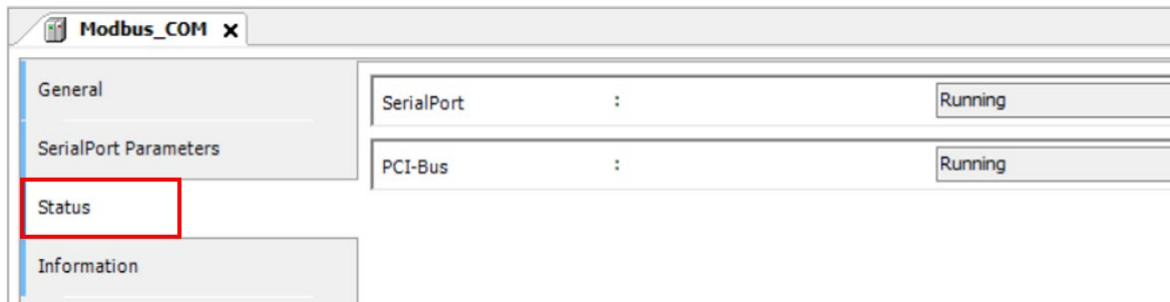 Modbus_COM x
General
SerialPort : Running
SerialPort Parameters
PCI-Bus : Running
Status
Information